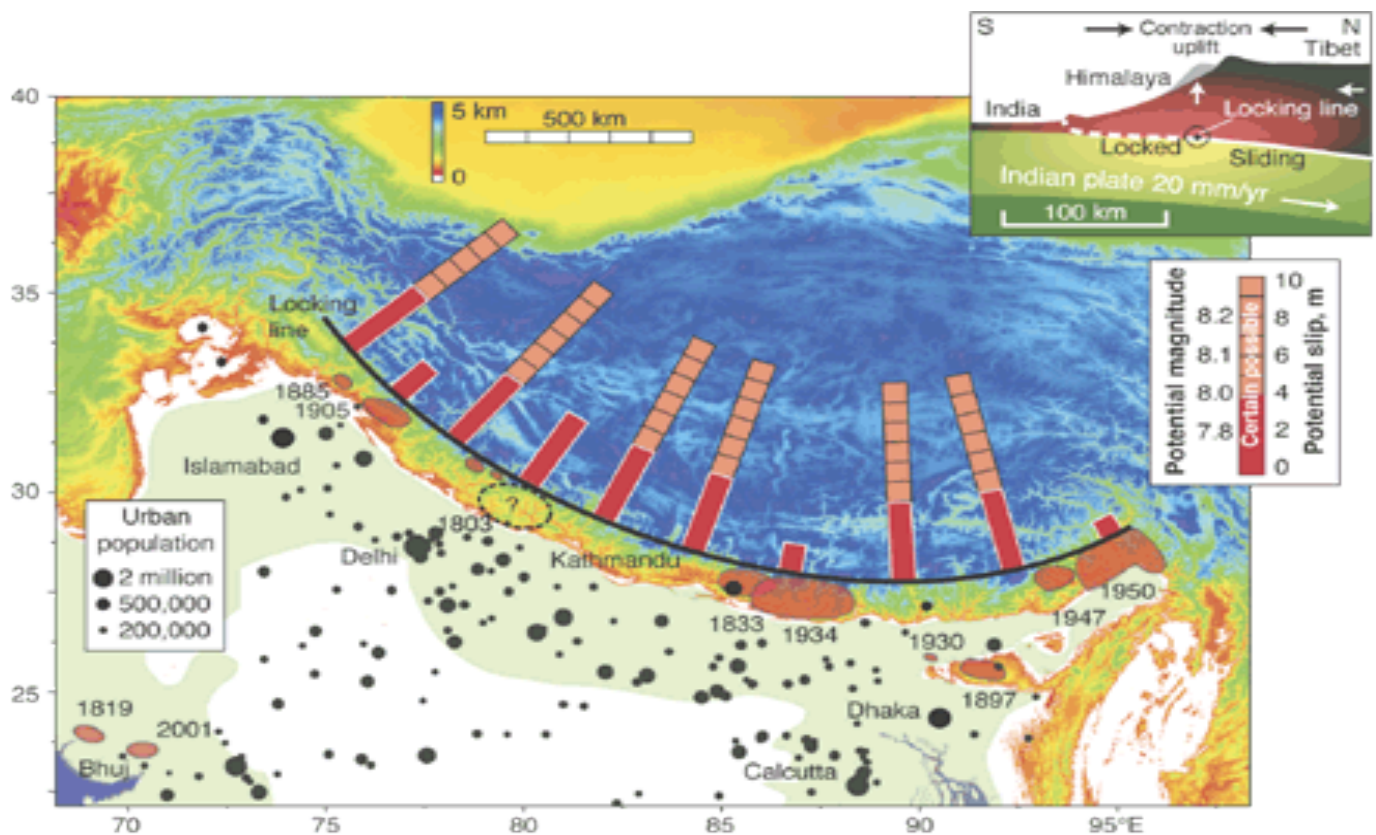 S
Contraction
N
uplift
Tibet
Himalaya
India
Locking line
Locked
Sliding
Indian plate 20 mm/yr
100 km
40
35
30
25
5 km
0
500 km
Locking
line
1885
1905
Islamabad
Urban
population
2 million
500,000
200,000
Delhi
1803
?
Kathmandu
1833
1934
1930
1947
1950
1897
Dhaka
Calcutta
1819
2001
Bhuj
Potential magnitude
8.2
8.1
8.0
7.8
Certain possible
10
8
6
4
2
0
Potential slip, m
70
75
80
85
90
95°E